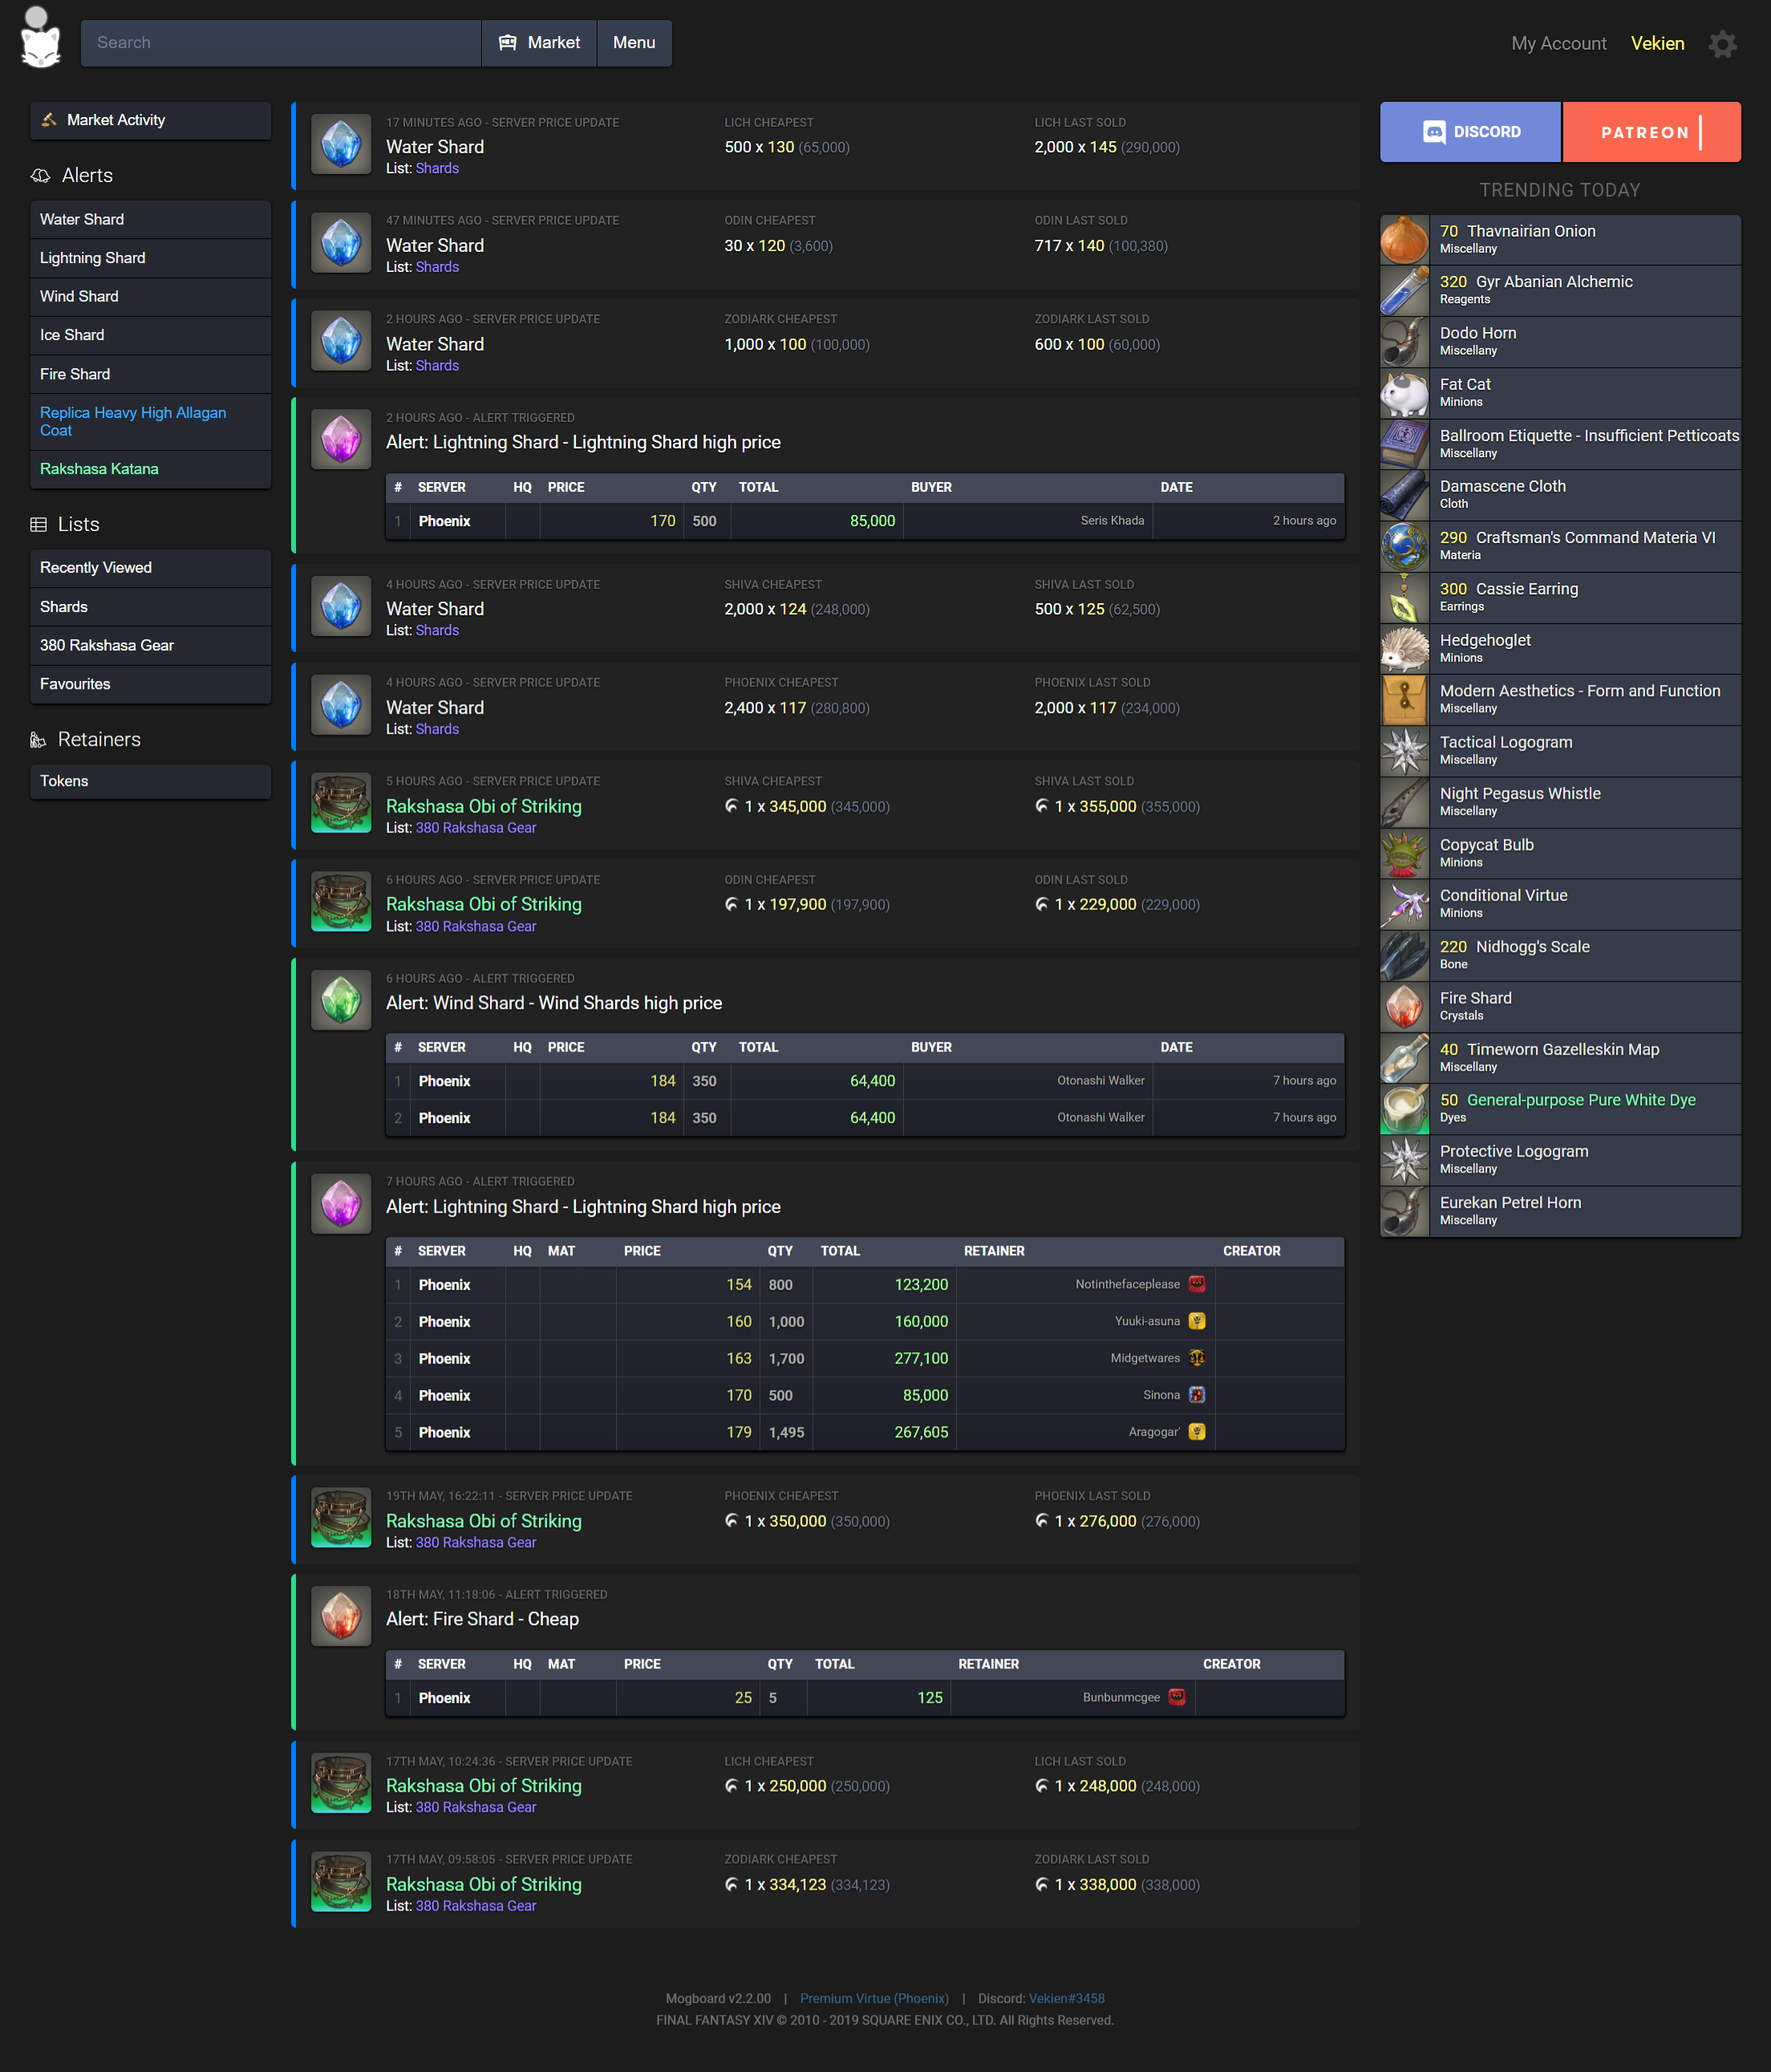 Search
Market
Menu
My Account
Vekien
Market Activity
Alerts
Water Shard
Lightning Shard
Wind Shard
Ice Shard
Fire Shard
Replica Heavy High Allagan
Coat
Rakshasa Katana
Lists
Recently Viewed
Shards
380 Rakshasa Gear
Favourites
Retainers
Tokens
17 MINUTES AGO - SERVER PRICE UPDATE
Water Shard
List: Shards
LICH CHEAPEST
500 x 130 (65,000)
LICH LAST SOLD
2,000 x 145 (290,000)
47 MINUTES AGO - SERVER PRICE UPDATE
Water Shard
List: Shards
ODIN CHEAPEST
30 x 120 (3,600)
ODIN LAST SOLD
717 x 140 (100,380)
2 HOURS AGO - SERVER PRICE UPDATE
Water Shard
List: Shards
ZODIARK CHEAPEST
1,000 x 100 (100,000)
ZODIARK LAST SOLD
600 x 100 (60,000)
2 HOURS AGO - ALERT TRIGGERED
Alert: Lightning Shard - Lightning Shard high price
# SERVER HQ PRICE QTY TOTAL BUYER DATE
1 Phoenix 170 500 85,000 Seris Khada 2 hours ago
4 HOURS AGO - SERVER PRICE UPDATE
Water Shard
List: Shards
SHIVA CHEAPEST
2,000 x 124 (248,000)
SHIVA LAST SOLD
500 x 125 (62,500)
4 HOURS AGO - SERVER PRICE UPDATE
Water Shard
List: Shards
PHOENIX CHEAPEST
2,400 x 117 (280,800)
PHOENIX LAST SOLD
2,000 x 117 (234,000)
5 HOURS AGO - SERVER PRICE UPDATE
Rakshasa Obi of Striking
List: 380 Rakshasa Gear
SHIVA CHEAPEST
1 x 345,000 (345,000)
SHIVA LAST SOLD
1 x 355,000 (355,000)
6 HOURS AGO - SERVER PRICE UPDATE
Rakshasa Obi of Striking
List: 380 Rakshasa Gear
ODIN CHEAPEST
1 x 197,900 (197,900)
ODIN LAST SOLD
1 x 229,000 (229,000)
6 HOURS AGO - ALERT TRIGGERED
Alert: Wind Shard - Wind Shards high price
# SERVER HQ PRICE QTY TOTAL BUYER DATE
1 Phoenix 184 350 64,400 Otonashi Walker 7 hours ago
2 Phoenix 184 350 64,400 Otonashi Walker 7 hours ago
7 HOURS AGO - ALERT TRIGGERED
Alert: Lightning Shard - Lightning Shard high price
# SERVER HQ MAT PRICE QTY TOTAL RETAINER CREATOR
1 Phoenix 154 800 123,200 Notinthefaceplease
2 Phoenix 160 1,000 160,000 Yuuki-asuna
3 Phoenix 163 1,700 277,100 Midgetwares
4 Phoenix 170 500 85,000 Sinona
5 Phoenix 179 1,495 267,605 Aragogar'
19TH MAY, 16:22:11 - SERVER PRICE UPDATE
Rakshasa Obi of Striking
List: 380 Rakshasa Gear
PHOENIX CHEAPEST
1 x 350,000 (350,000)
PHOENIX LAST SOLD
1 x 276,000 (276,000)
18TH MAY, 11:18:06 - ALERT TRIGGERED
Alert: Fire Shard - Cheap
# SERVER HQ MAT PRICE QTY TOTAL RETAINER CREATOR
1 Phoenix 25 5 125 Bunbunmcgee
17TH MAY, 10:24:36 - SERVER PRICE UPDATE
Rakshasa Obi of Striking
List: 380 Rakshasa Gear
LICH CHEAPEST
1 x 250,000 (250,000)
LICH LAST SOLD
1 x 248,000 (248,000)
17TH MAY, 09:58:05 - SERVER PRICE UPDATE
Rakshasa Obi of Striking
List: 380 Rakshasa Gear
ZODIARK CHEAPEST
1 x 334,123 (334,123)
ZODIARK LAST SOLD
1 x 338,000 (338,000)
DISCORD
PATREON
TRENDING TODAY
70 Thavnairian Onion
Miscellany
320 Gyr Abanian Alchemic
Reagents
Dodo Horn
Miscellany
Fat Cat
Minions
Ballroom Etiquette - Insufficient Petticoats
Miscellany
Damascene Cloth
Cloth
290 Craftsman's Command Materia VI
Materia
300 Cassie Earring
Earrings
Hedgehoglet
Minions
Modern Aesthetics - Form and Function
Miscellany
Tactical Logogram
Miscellany
Night Pegasus Whistle
Miscellany
Copycat Bulb
Minions
Conditional Virtue
Minions
220 Nidhogg's Scale
Bone
Fire Shard
Crystals
40 Timeworn Gazelleskin Map
Miscellany
50 General-purpose Pure White Dye
Dyes
Protective Logogram
Miscellany
Eurekan Petrel Horn
Miscellany
Mogboard v2.2.00 | Premium Virtue (Phoenix) | Discord: Vekien#3458
FINAL FANTASY XIV © 2010 - 2019 SQUARE ENIX CO., LTD. All Rights Reserved.